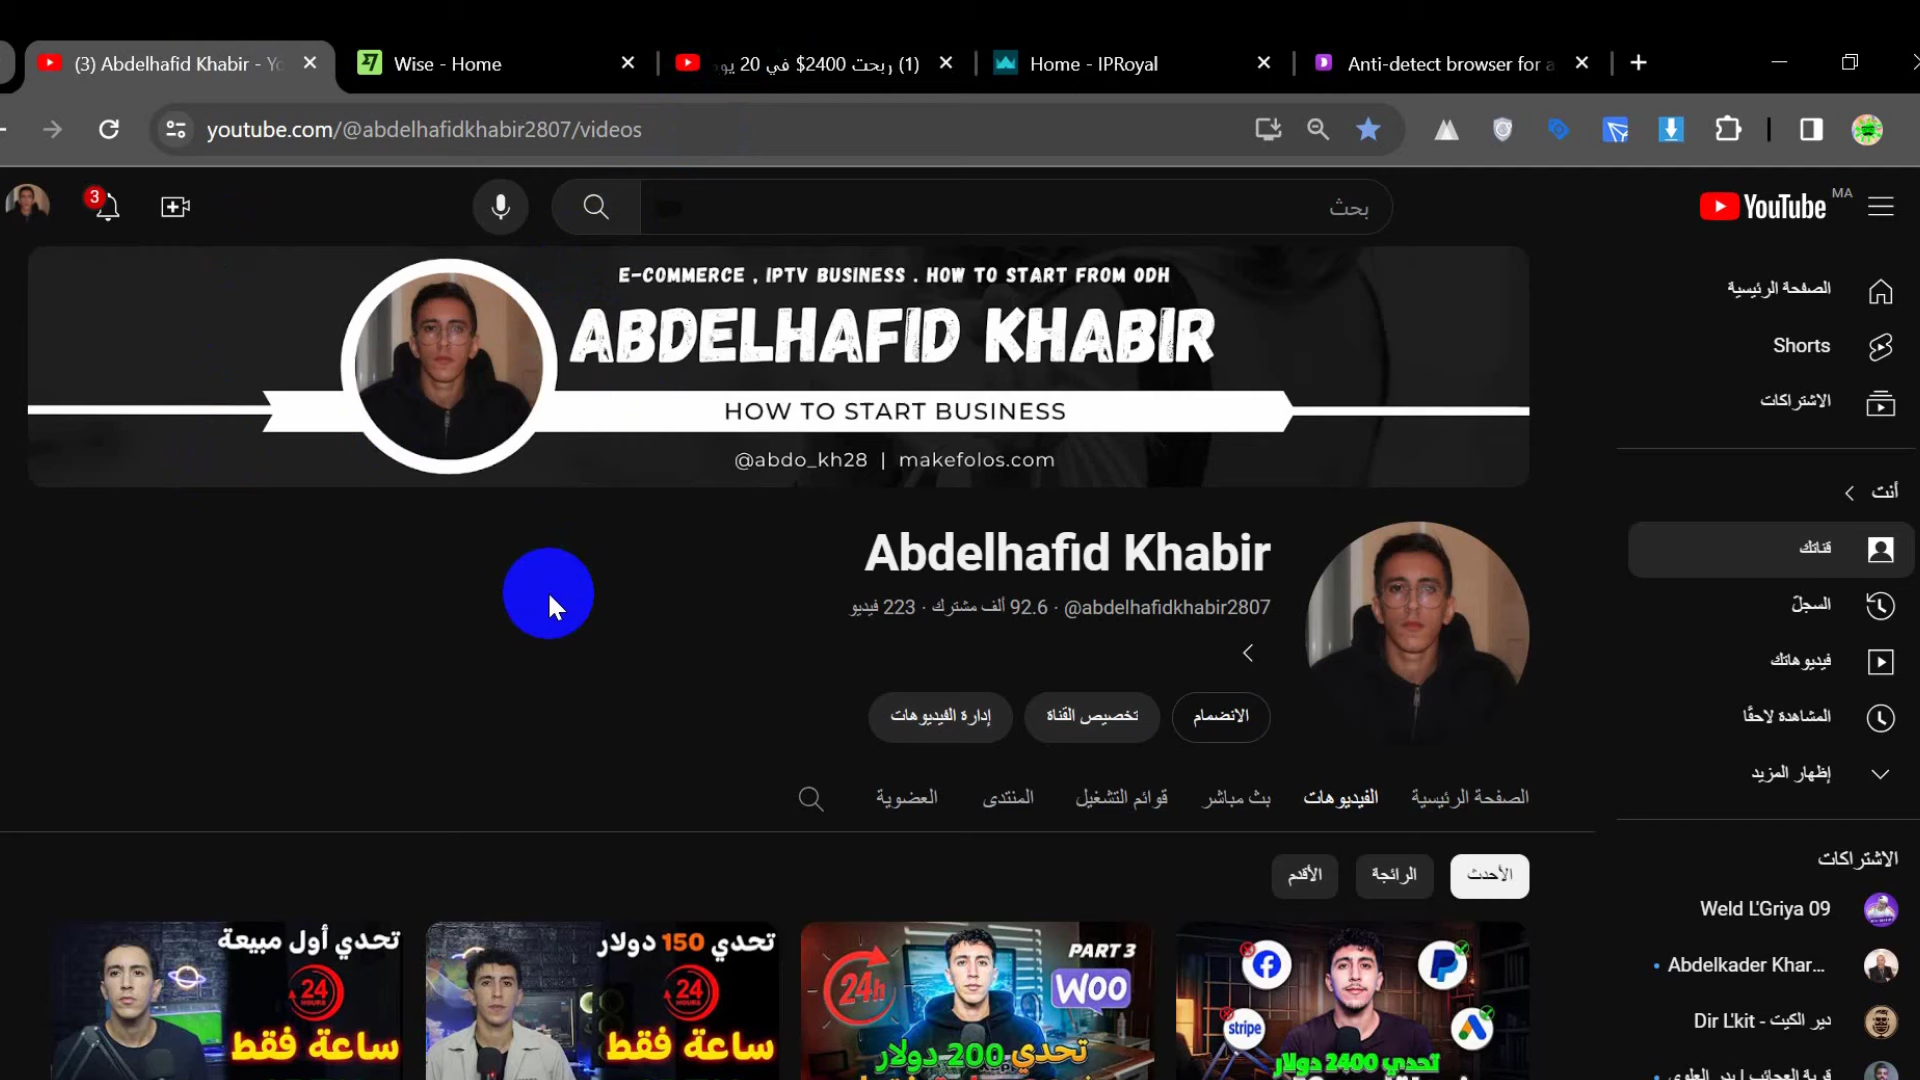 (3) Abdelhafid Khabir - Yo
Wise - Home
(1) ربحت 2400$ في 20 يو
Home - IPRoyal
Anti-detect browser for a
youtube.com/@abdelhafidkhabir2807/videos
3
بحث
YouTube MA
E-COMMERCE , IPTV BUSINESS . HOW TO START FROM 0DH
ABDELHAFID KHABIR
HOW TO START BUSINESS
@abdo_kh28 | makefolos.com
Abdelhafid Khabir
@abdelhafidkhabir2807 · 92.6 ألف مشترك · 223 فيديو
الانضمام
تخصيص القناة
إدارة الفيديوهات
الصفحة الرئيسية
الفيديوهات
بث مباشر
قوائم التشغيل
المنتدى
العضوية
الأحدث
الرائجة
الأقدم
PART 3
WOO
24h
تحدي 200 دولار
stripe
تحدي 2400 دولار
تحدي 150 دولار
24
HOURS
ساعة فقط
تحدي أول مبيعة
24
HOURS
ساعة فقط
الصفحة الرئيسية
Shorts
الاشتراكات
أنت
قناتك
السجلّ
فيديوهاتك
المشاهدة لاحقًا
إظهار المزيد
الاشتراكات
Weld L'Griya 09
Abdelkader Khar...
دير الكيت - Dir L'kit